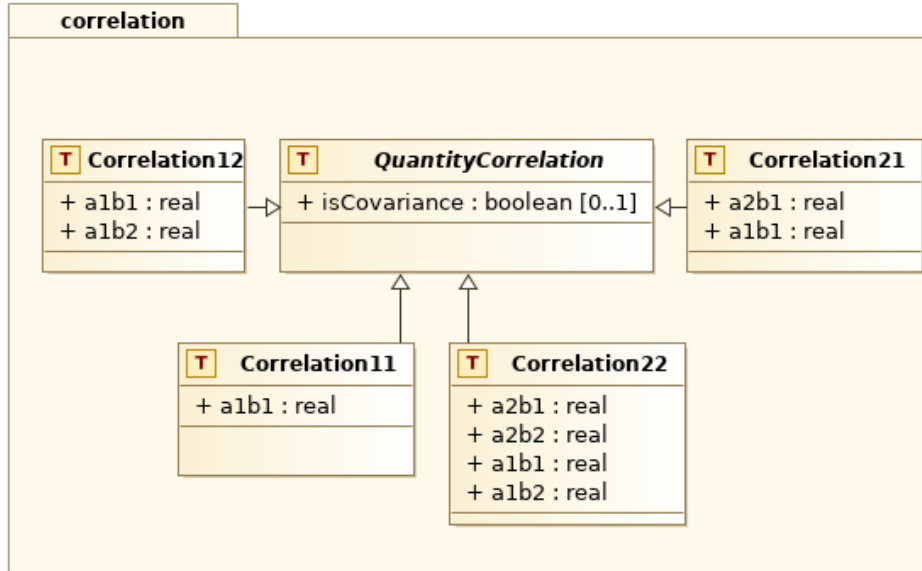 correlation
T Correlation12
+ a1b1 : real
+ a1b2 : real
T QuantityCorrelation
+ isCovariance : boolean [0..1]
T Correlation21
+ a2b1 : real
+ a1b1 : real
T Correlation11
+ a1b1 : real
T Correlation22
+ a2b1 : real
+ a2b2 : real
+ a1b1 : real
+ a1b2 : real